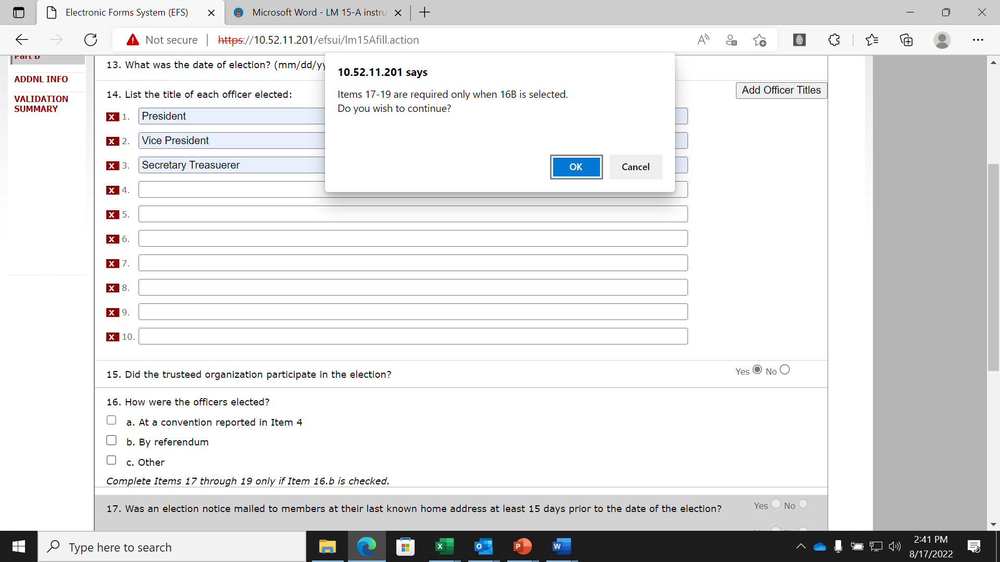 Electronic Forms System (EFS)
Microsoft Word - LM 15-A instru
Not secure https://10.52.11.201/efsui/lm15Afill.action
Part B
ADDNL INFO
VALIDATION
SUMMARY
13. What was the date of election? (mm/dd/yy
14. List the title of each officer elected:
Add Officer Titles
10.52.11.201 says
Items 17-19 are required only when 16B is selected.
Do you wish to continue?
OK Cancel
X 1. President
X 2. Vice President
X 3. Secretary Treasuerer
X 4.
X 5.
X 6.
X 7.
X 8.
X 9.
X 10.
15. Did the trusteed organization participate in the election? Yes No
16. How were the officers elected?
a. At a convention reported in Item 4
b. By referendum
c. Other
Complete Items 17 through 19 only if Item 16.b is checked.
17. Was an election notice mailed to members at their last known home address at least 15 days prior to the date of the election? Yes No
Type here to search
2:41 PM
8/17/2022